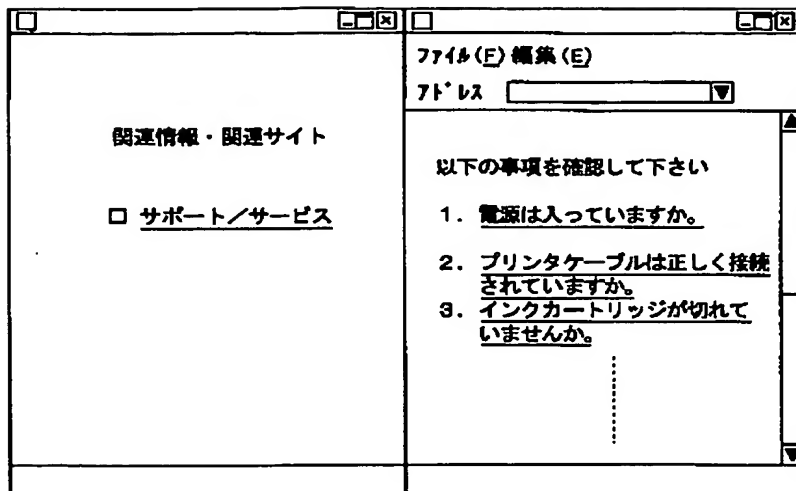 関連情報・関連サイト
□ サポート／サービス
ファイル(F) 編集(E)
アドレス
以下の事項を確認して下さい
1. 電源は入っていますか。
2. プリンタケーブルは正しく接続
されていますか。
3. インクカートリッジが切れて
いませんか。